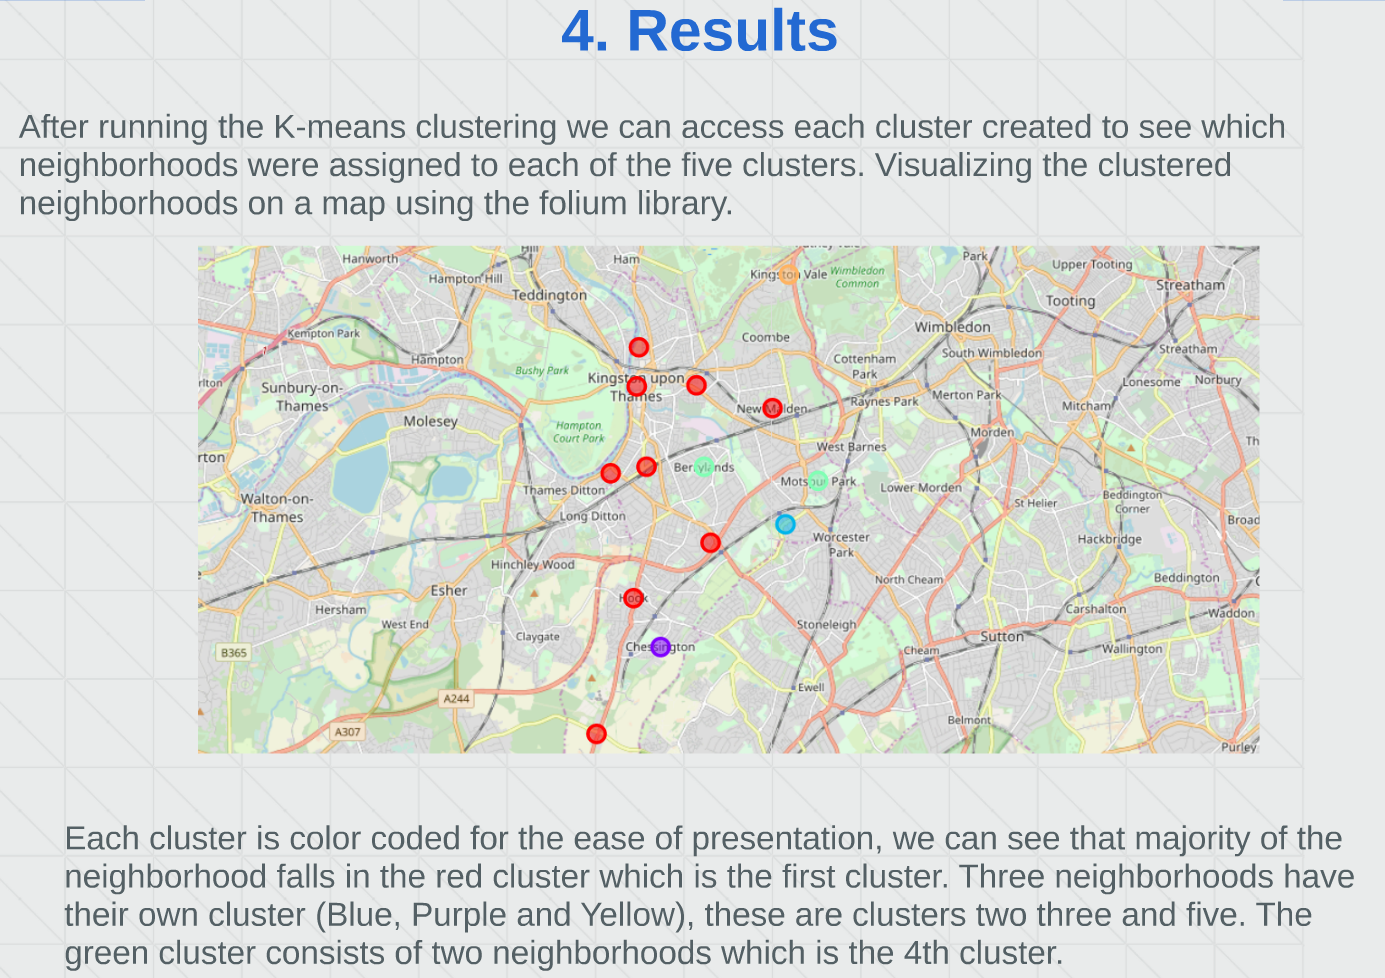 4. Results
After running the K-means clustering we can access each cluster created to see which
neighborhoods were assigned to each of the five clusters. Visualizing the clustered
neighborhoods on a map using the folium library.
Hanworth
Ham
Park
Hampton Hill
Kingston Vale
Wimbledon
Common
Upper Tooting
Streatham
Teddington
Tooting
Kempton Park
Coombe
Wimbledon
Hampton
Cottenham
Park
South Wimbledon
Streatham
Bushy Park
Kingston upon
Thames
Sunbury-on-
Thames
Lonesome
Norbury
Raynes Park
Merton Park
Mitcham
New Malden
Molesey
Hampton
Court Park
Morden
West Barnes
Berrylands
Thames Ditton
Motspur Park
Lower Morden
Walton-on-
Thames
St Helier
Beddington
Corner
Long Ditton
Broad
Worcester
Park
Hackbridge
Hinchley Wood
North Cheam
Beddington
Esher
Hook
Hersham
Carshalton
Waddon
West End
Stoneleigh
Claygate
Sutton
B365
Chessington
Cheam
Wallington
Ewell
A244
Belmont
A307
Purley
Each cluster is color coded for the ease of presentation, we can see that majority of the
neighborhood falls in the red cluster which is the first cluster. Three neighborhoods have
their own cluster (Blue, Purple and Yellow), these are clusters two three and five. The
green cluster consists of two neighborhoods which is the 4th cluster.